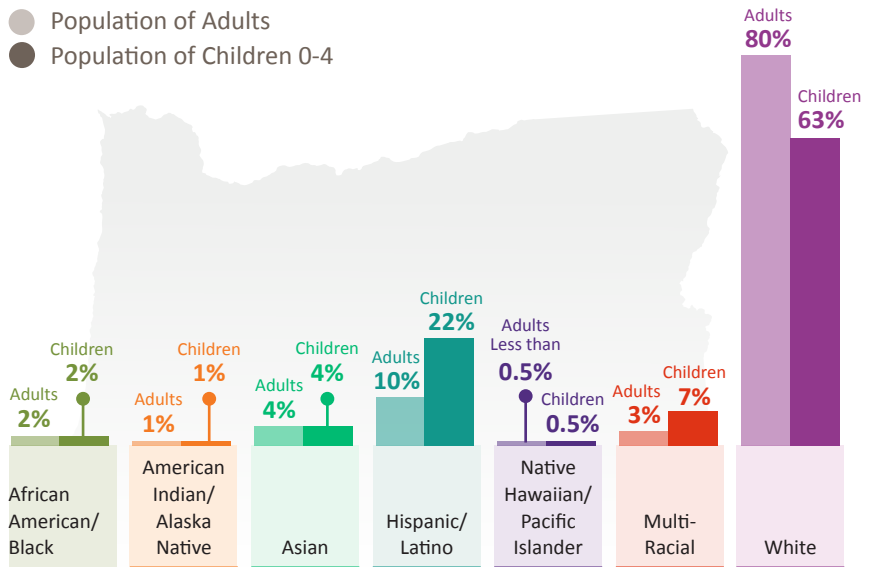 Population of Adults
Population of Children 0-4
Adults
2%
Children
2%
African
American/
Black
Adults
1%
Children
1%
American
Indian/
Alaska
Native
Adults
4%
Children
4%
Asian
Adults
10%
Children
22%
Hispanic/
Latino
Adults
Less than
0.5%
Children
0.5%
Native
Hawaiian/
Pacific
Islander
Adults
3%
Children
7%
Multi-
Racial
Adults
80%
Children
63%
White